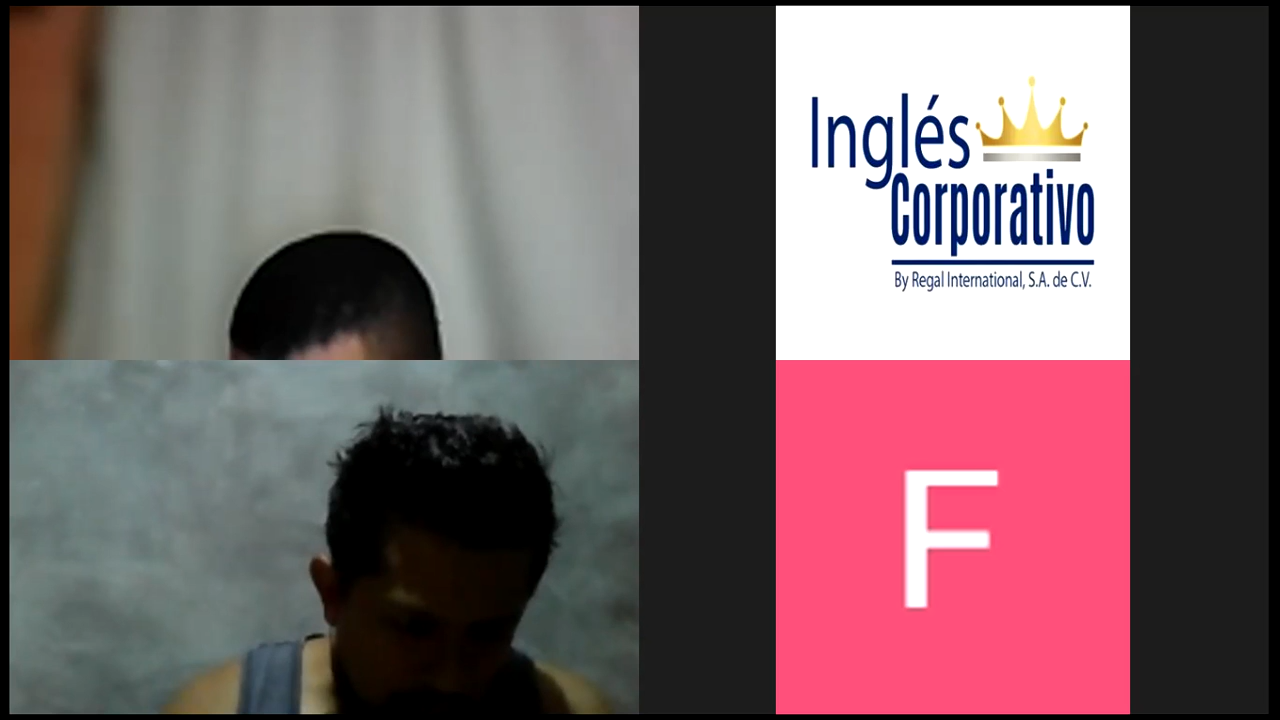 Inglés
Corporativo
By Regal International, S.A. de C.V.
F